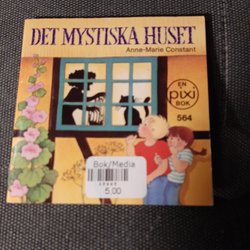 DET MYSTISKA HUSET
Anne-Marie Constant
EN
pixi
BOK
564
Bok/Media
5.00